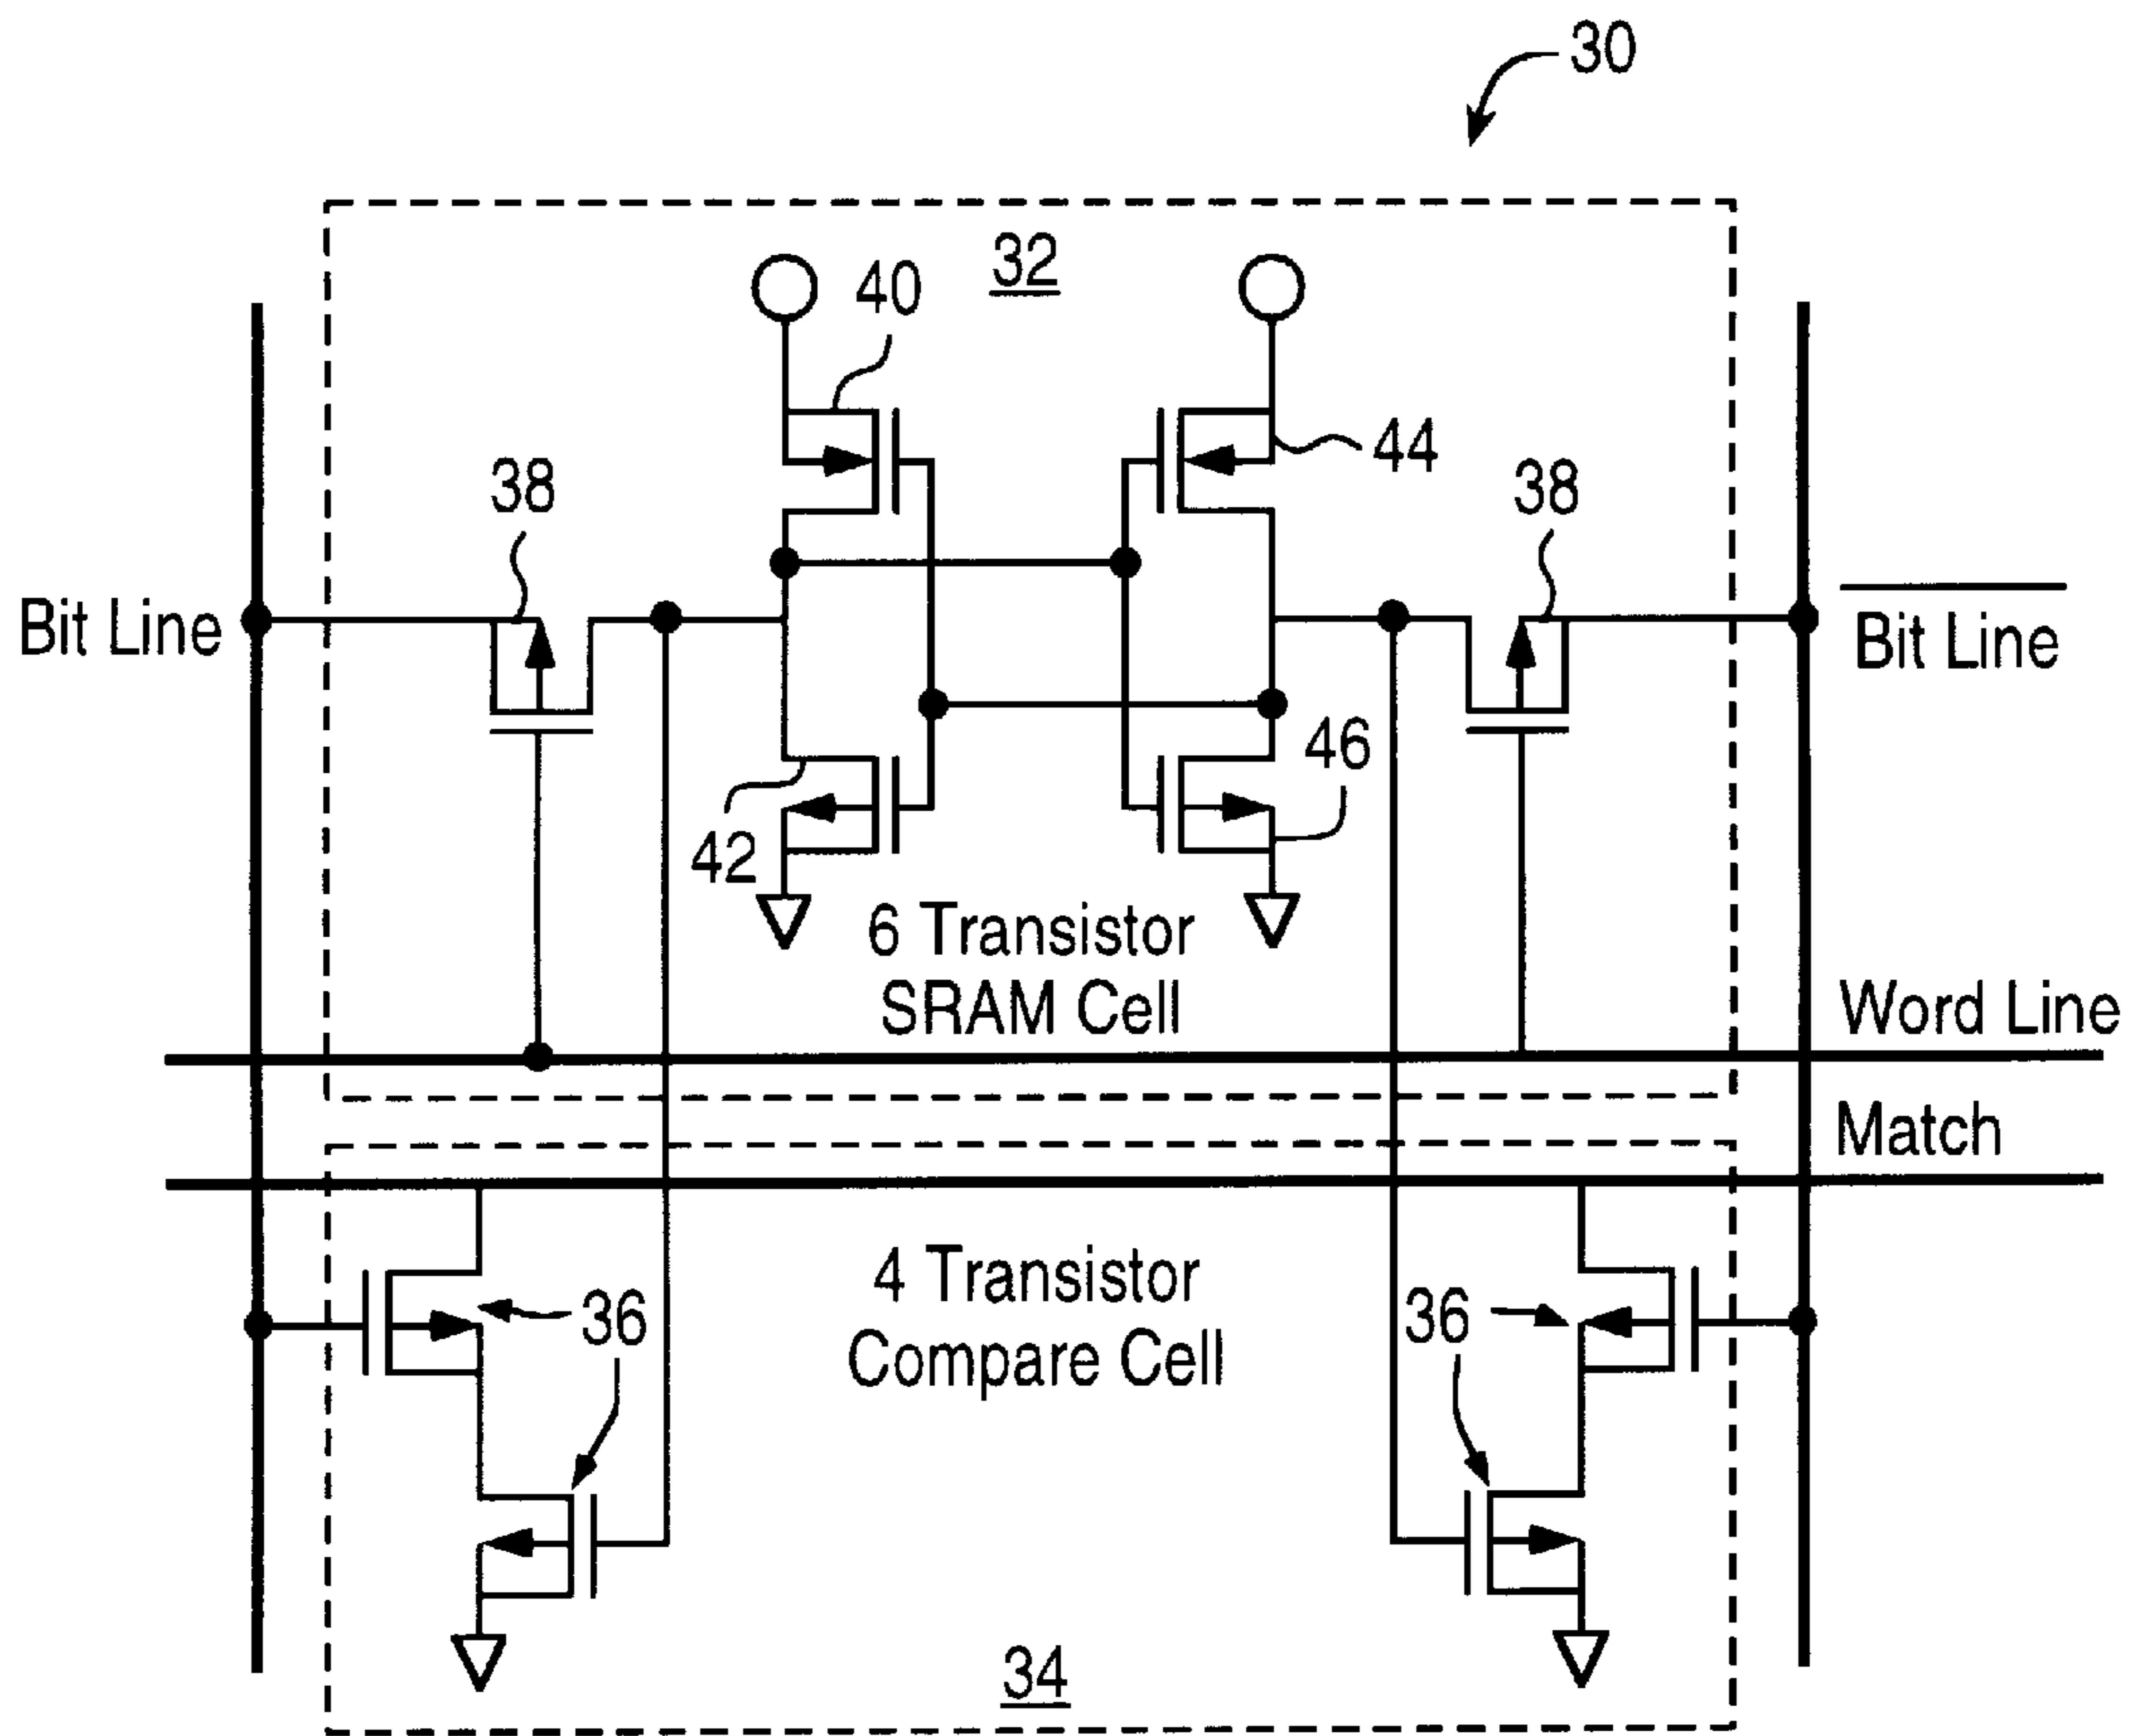 30
32
40
44
38
38
Bit Line
Bit Line
46
42
6 Transistor
SRAM Cell
Word Line
Match
4 Transistor
Compare Cell
36
36
34